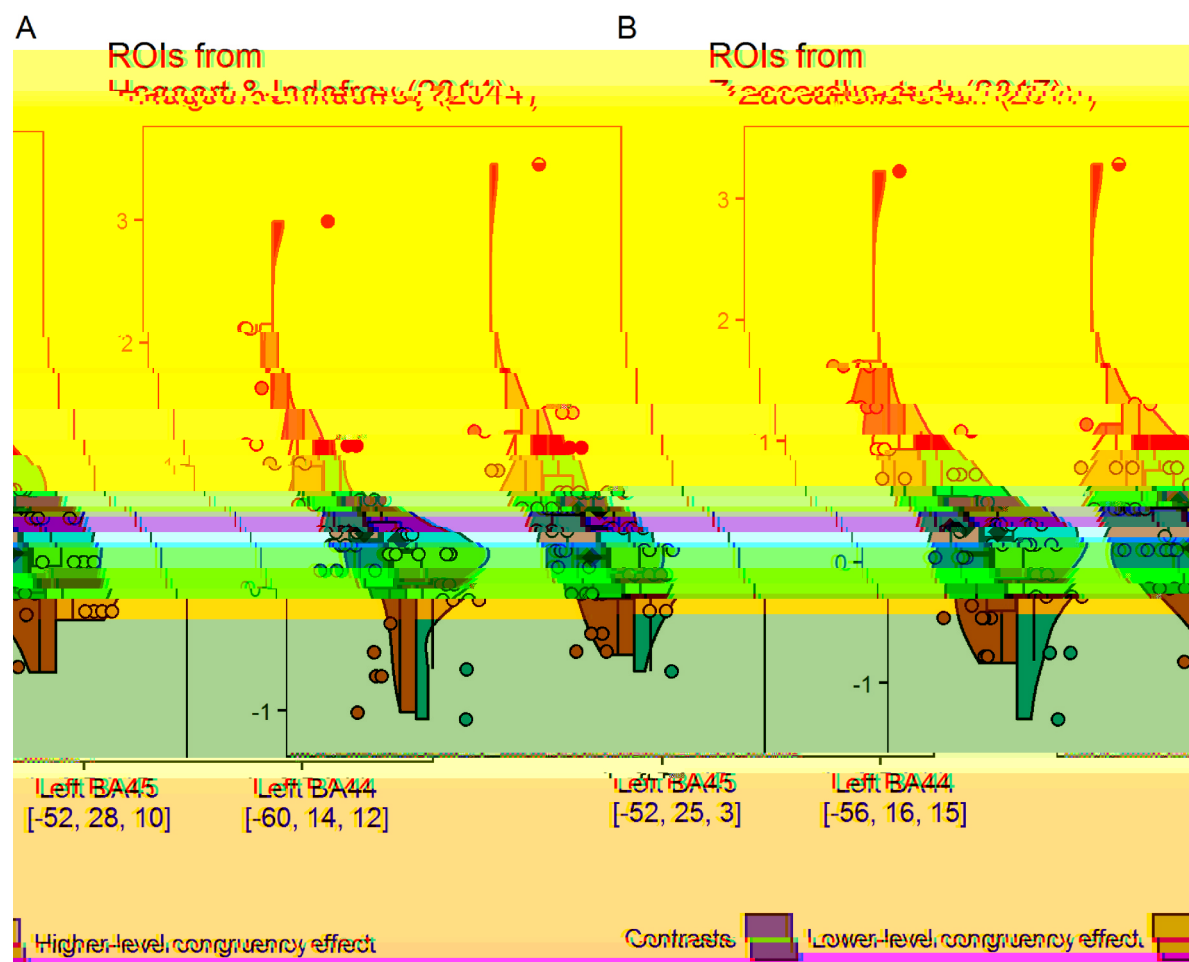 A
B
ROIs from
ROIs from
3
3
2
2
1
0
-1
-1
Left BA45
Left BA44
Left BA45
Left BA44
[-52, 28, 10]
[-60, 14, 12]
[-52, 25, 3]
[-56, 16, 15]
Higher-level congruency effect
Contrasts
Lower-level congruency effect